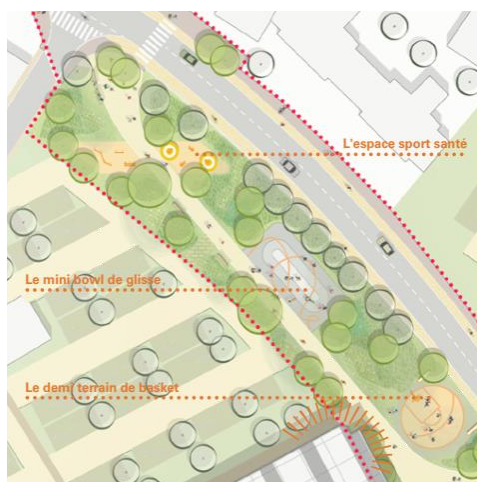 L'espace sport santé
Le mini bowl de glisse
Le demi terrain de basket